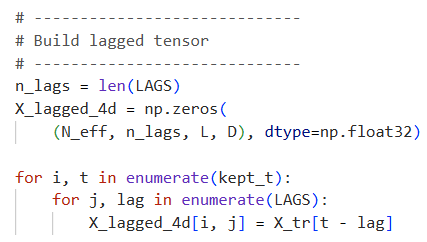 # ----------------------------
# Build lagged tensor
# ----------------------------
n_lags = len(LAGS)
X_lagged_4d = np.zeros(
    (N_eff, n_lags, L, D), dtype=np.float32)
for i, t in enumerate(kept_t):
    for j, lag in enumerate(LAGS):
        X_lagged_4d[i, j] = X_tr[t - lag]